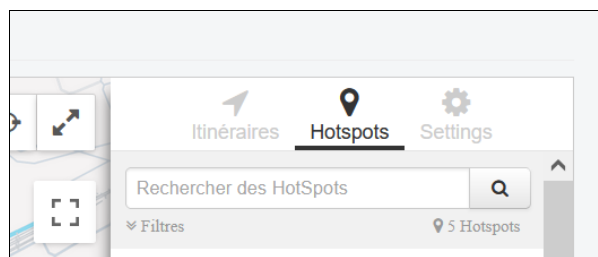 Itinéraires Hotspots Settings
Rechercher des HotSpots
Filtres 5 Hotspots